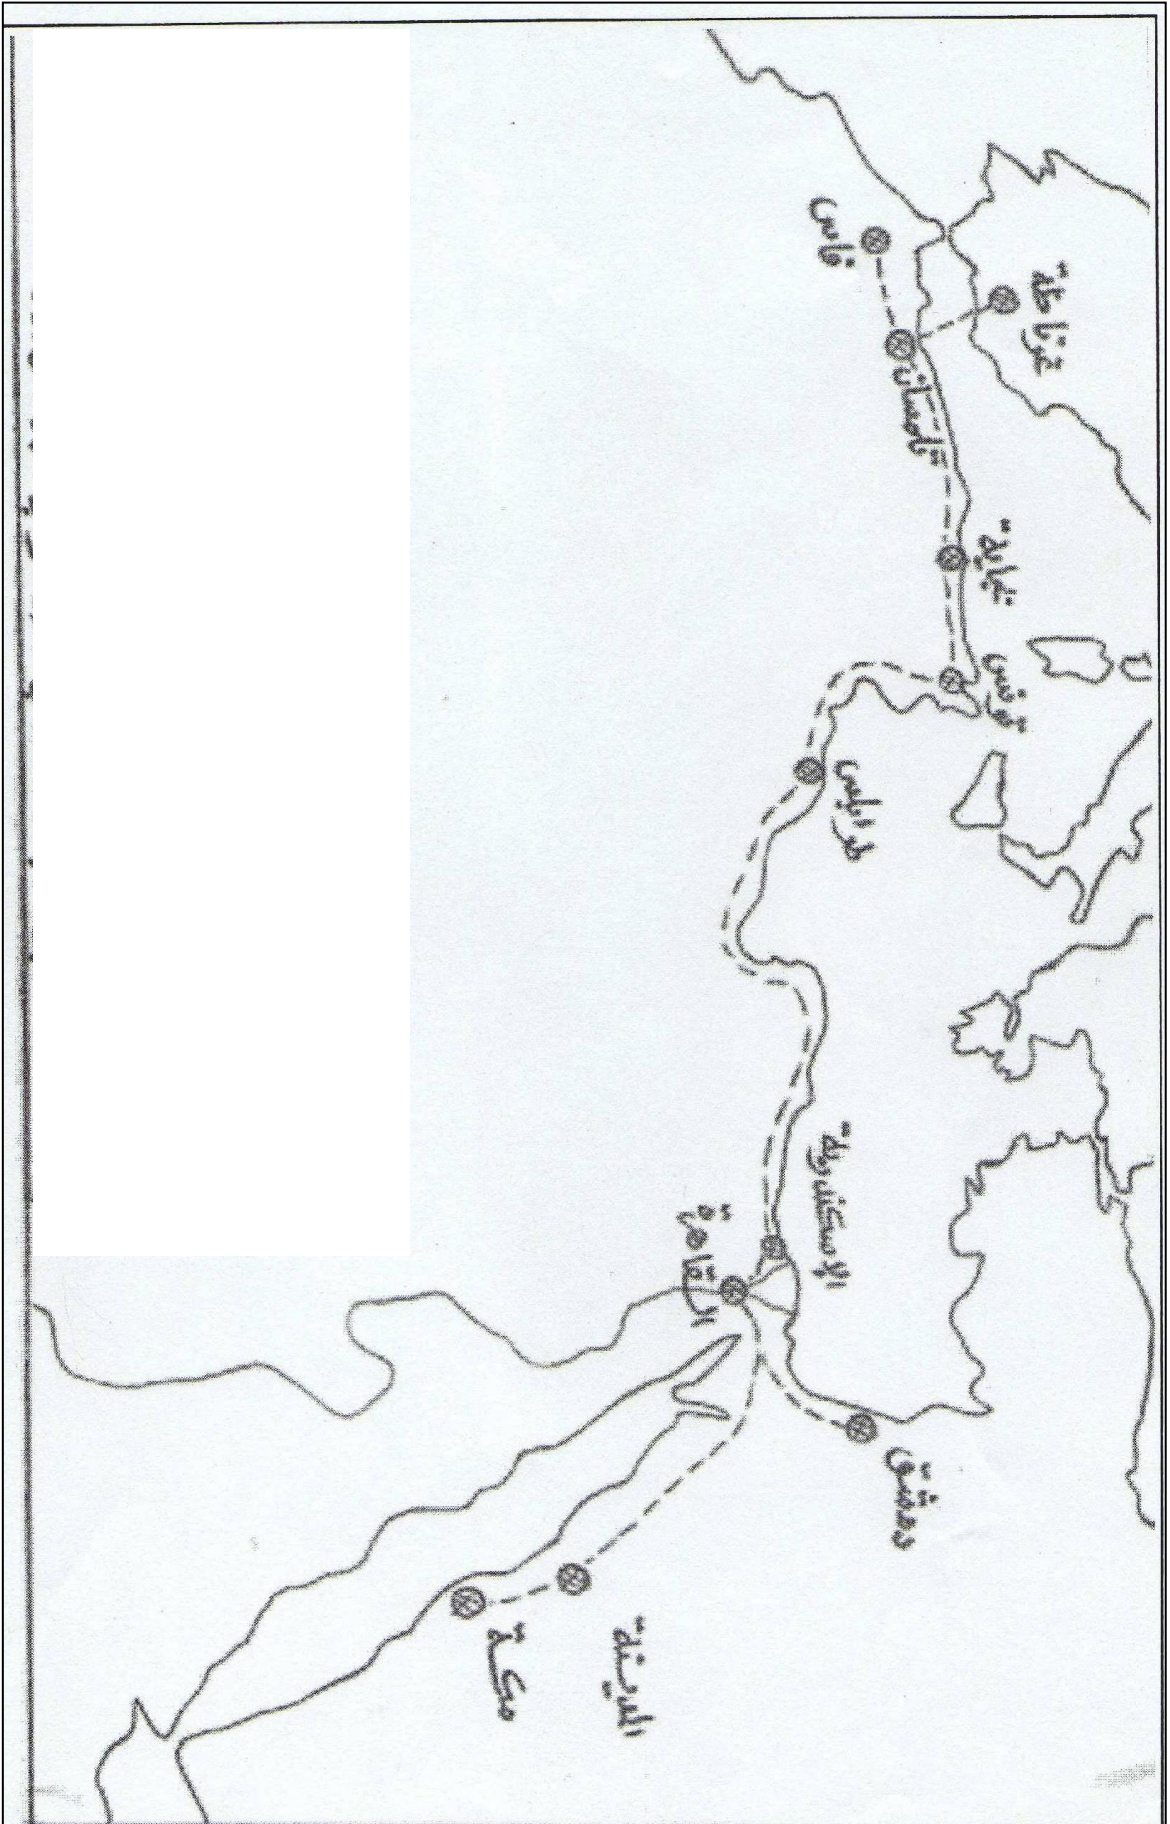 غرناطة
فاس
تلمسان
بجاية
تونس
طرابلس
الإسكندرية
القاهرة
دمشق
المدينة
مكة